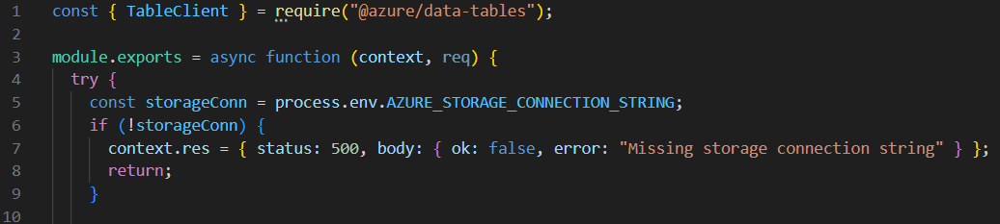 1 const { TableClient } = require("@azure/data-tables");
2
3 module.exports = async function (context, req) {
4   try {
5     const storageConn = process.env.AZURE_STORAGE_CONNECTION_STRING;
6     if (!storageConn) {
7       context.res = { status: 500, body: { ok: false, error: "Missing storage connection string" } };
8       return;
9     }
10